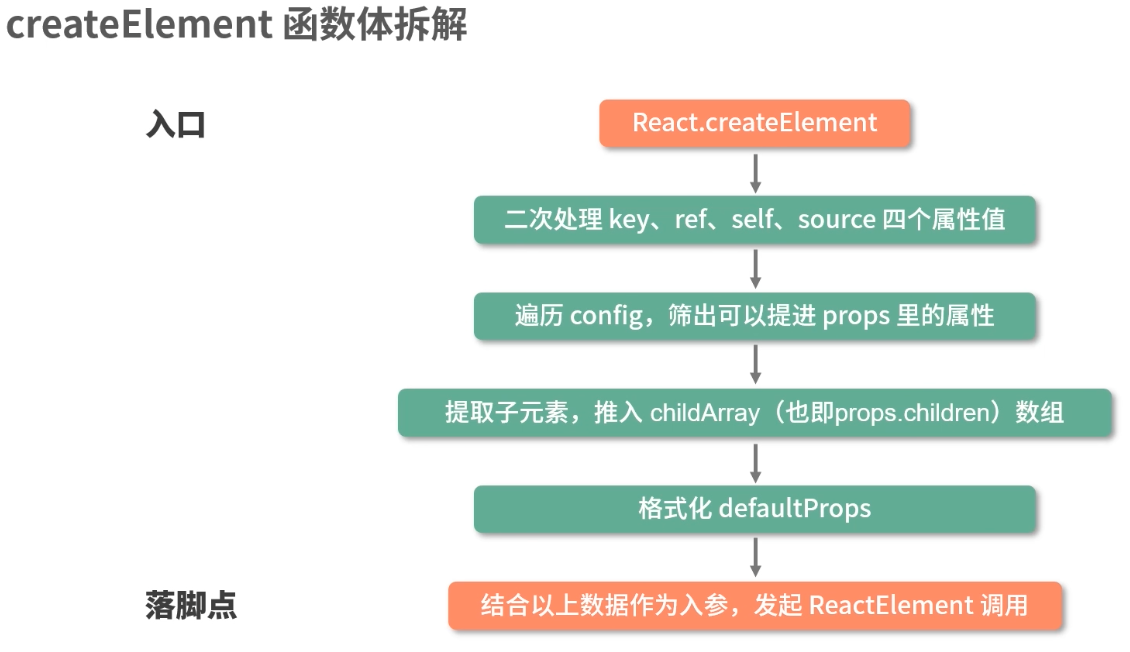 createElement 函数体拆解
入口
React.createElement
二次处理 key、ref、self、source 四个属性值
遍历 config，筛出可以提进 props 里的属性
提取子元素，推入 childArray（也即props.children）数组
格式化 defaultProps
落脚点
结合以上数据作为入参，发起 ReactElement 调用